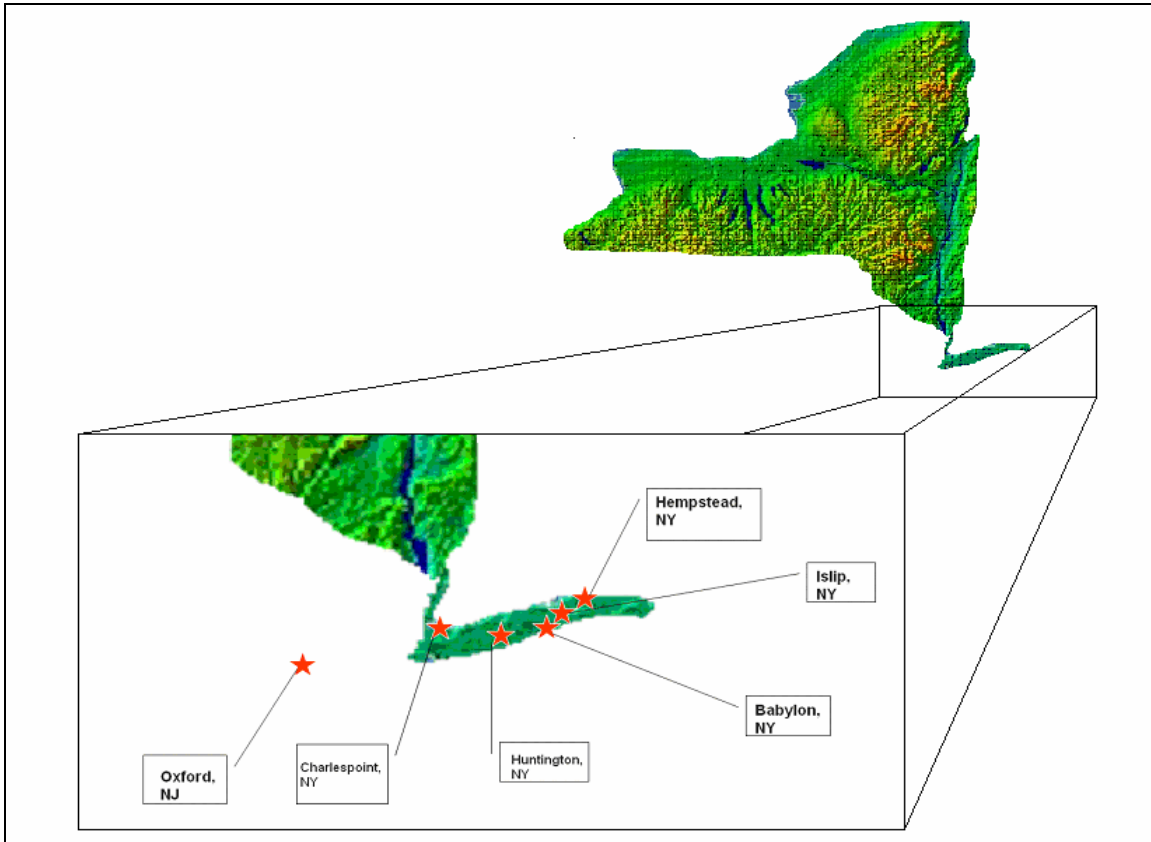 Hempstead,
NY
Islip,
NY
Babylon,
NY
Huntington,
NY
Charlespoint,
NY
Oxford,
NJ